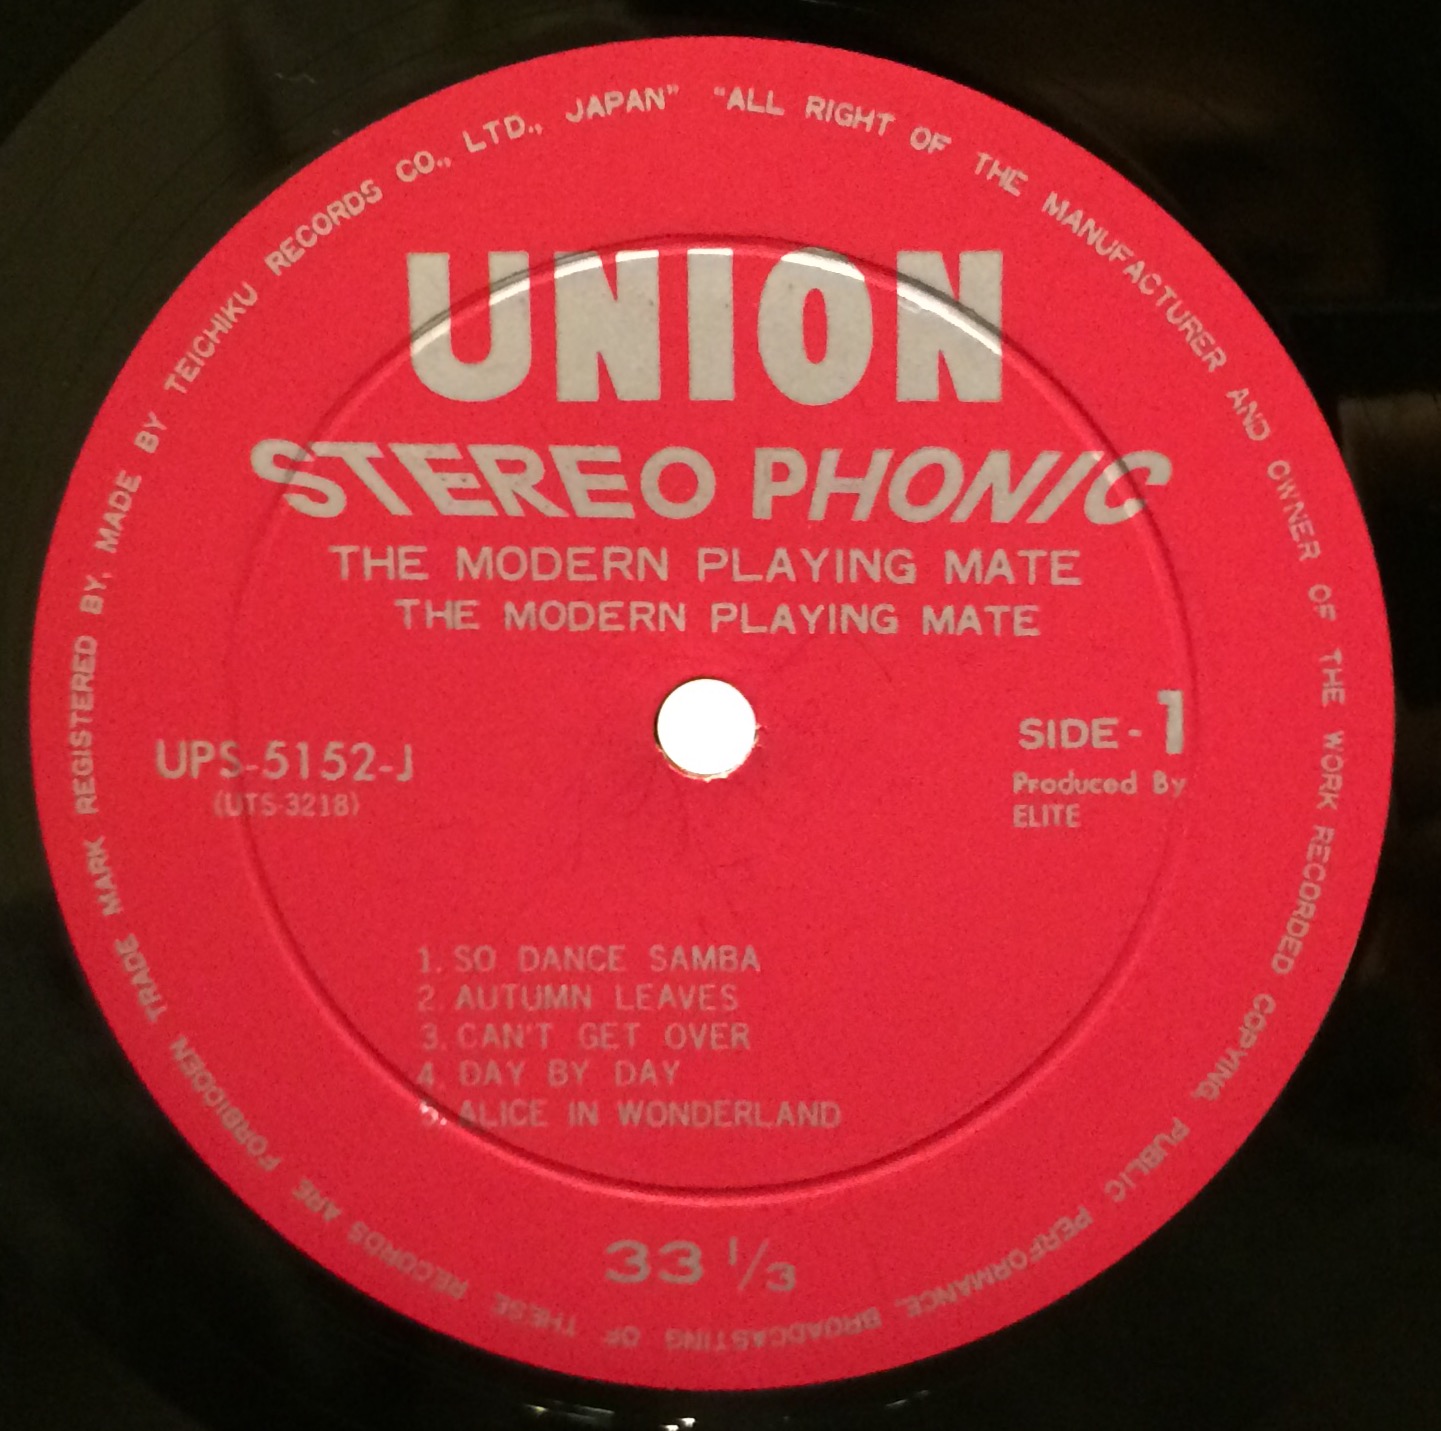 UNION
STEREO PHONIC
THE MODERN PLAYING MATE
THE MODERN PLAYING MATE
UPS-5152-J
(UTS-3218)
SIDE - 1
Produced By
ELITE
1. SO DANCE SAMBA
2. AUTUMN LEAVES
3. CAN'T GET OVER
4. DAY BY DAY
5. ALICE IN WONDERLAND
33 1/3
"ALL RIGHT OF THE MANUFACTURER AND OWNER OF THE WORK RECORDED COPYING, PUBLIC PERFORMANCE, BROADCASTING OF THESE RECORDS ARE FORBIDDEN TRADE MARK REGISTERED BY, MADE BY TEICHIKU RECORDS CO., LTD., JAPAN"